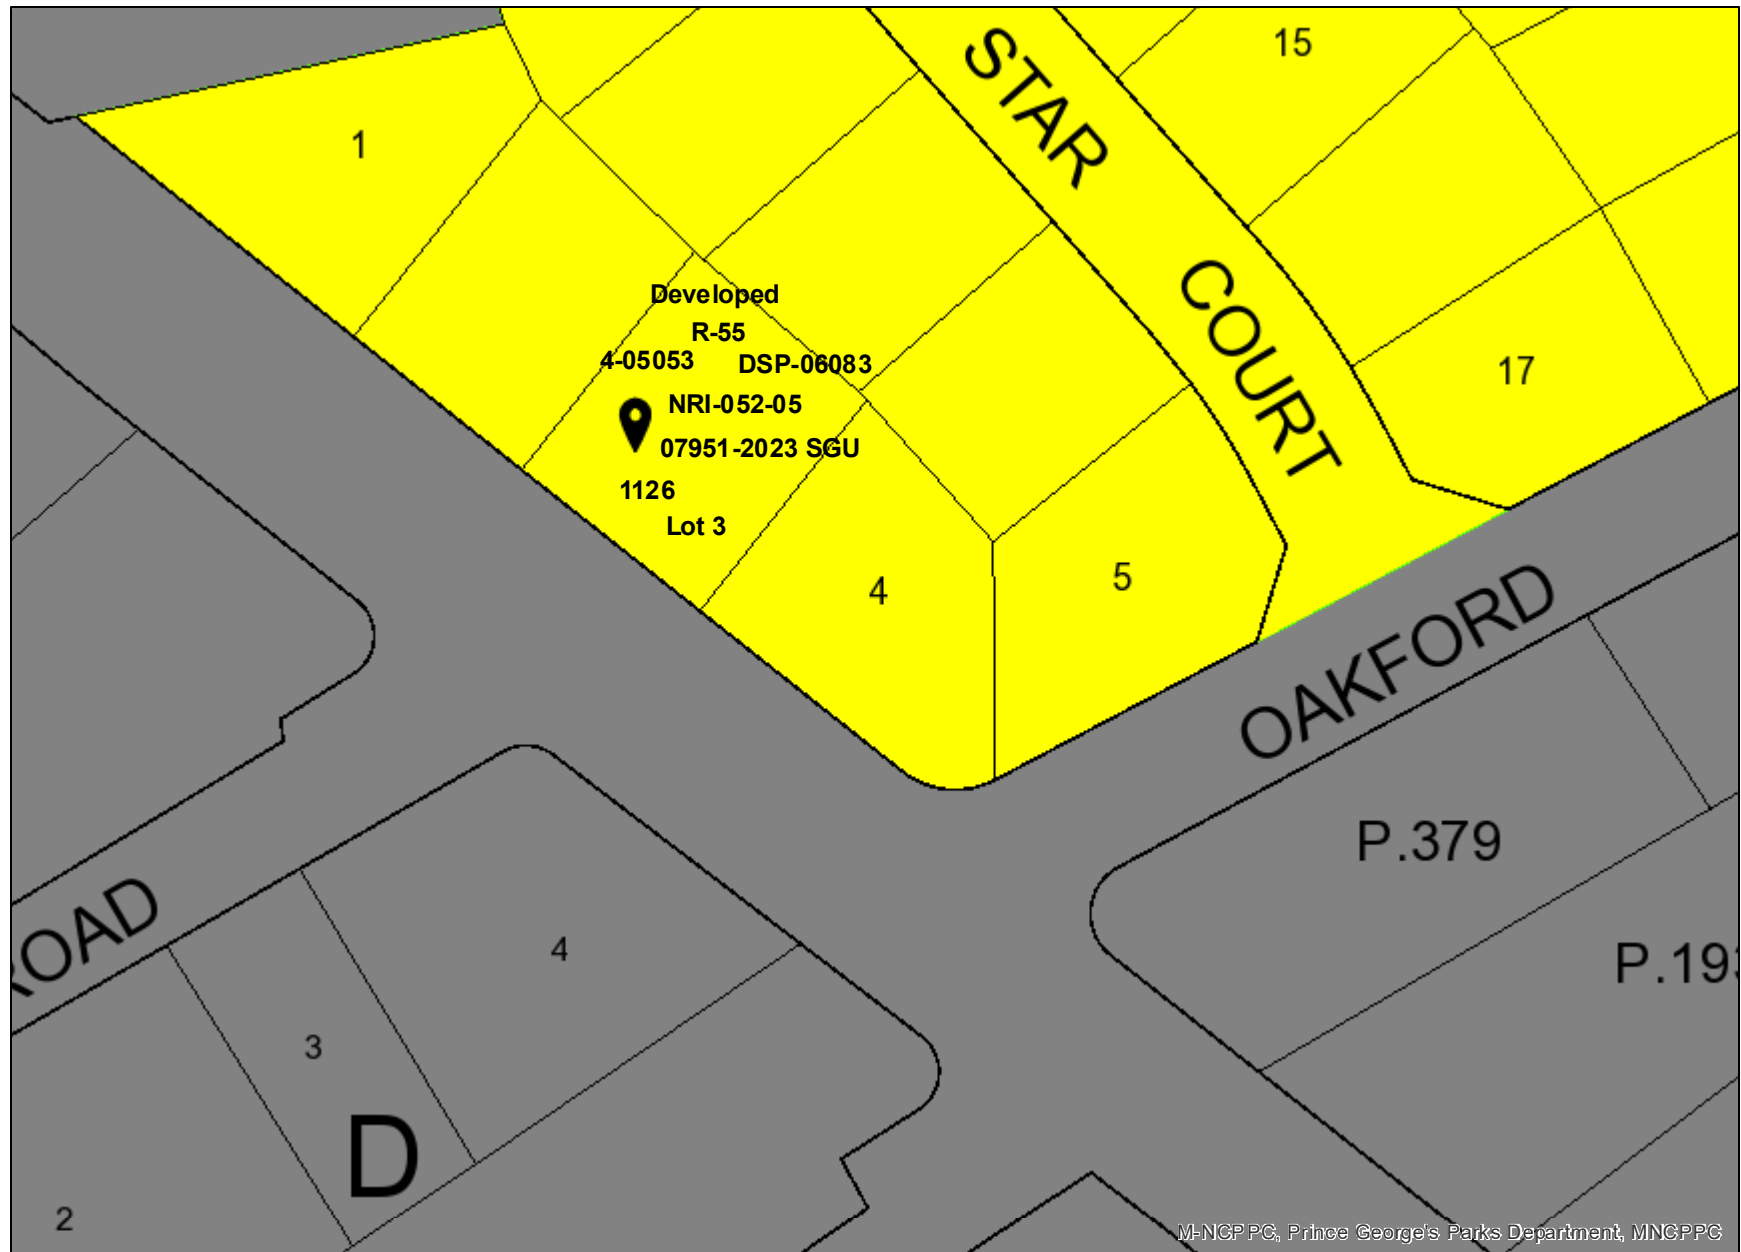 15
STAR
1
COURT
Developed
R-55
4-05053 DSP-06083
17
NRI-052-05
07951-2023 SGU
1126
Lot 3
4
5
OAKFORD
P.379
ROAD
4
P.193
3
D
2
M-NCPPC, Prince George's Parks Department, MNCPPC